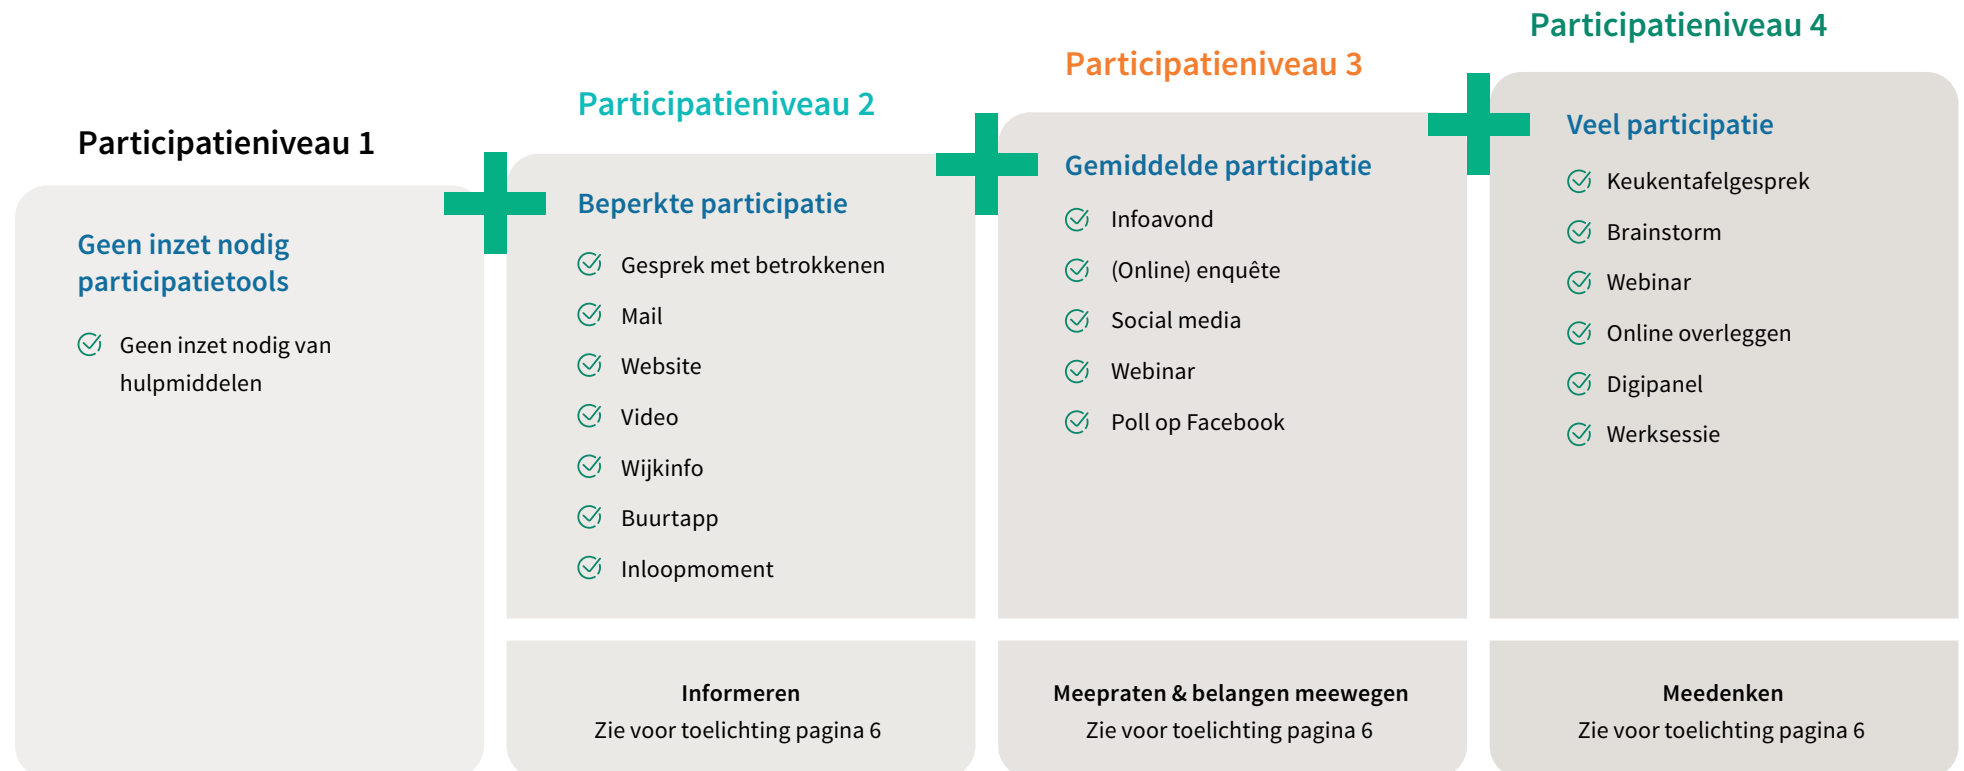 Participatieniveau 1
Geen inzet nodig
participatietools
Geen inzet nodig van
hulpmiddelen
Participatieniveau 2
Beperkte participatie
Gesprek met betrokkenen
Mail
Website
Video
Wijkinfo
Buurtapp
Inloopmoment
Informeren
Zie voor toelichting pagina 6
Participatieniveau 3
Gemiddelde participatie
Infoavond
(Online) enquête
Social media
Webinar
Poll op Facebook
Meepraten & belangen meewegen
Zie voor toelichting pagina 6
Participatieniveau 4
Veel participatie
Keukentafelgesprek
Brainstorm
Webinar
Online overleggen
Digipanel
Werksessie
Meedenken
Zie voor toelichting pagina 6